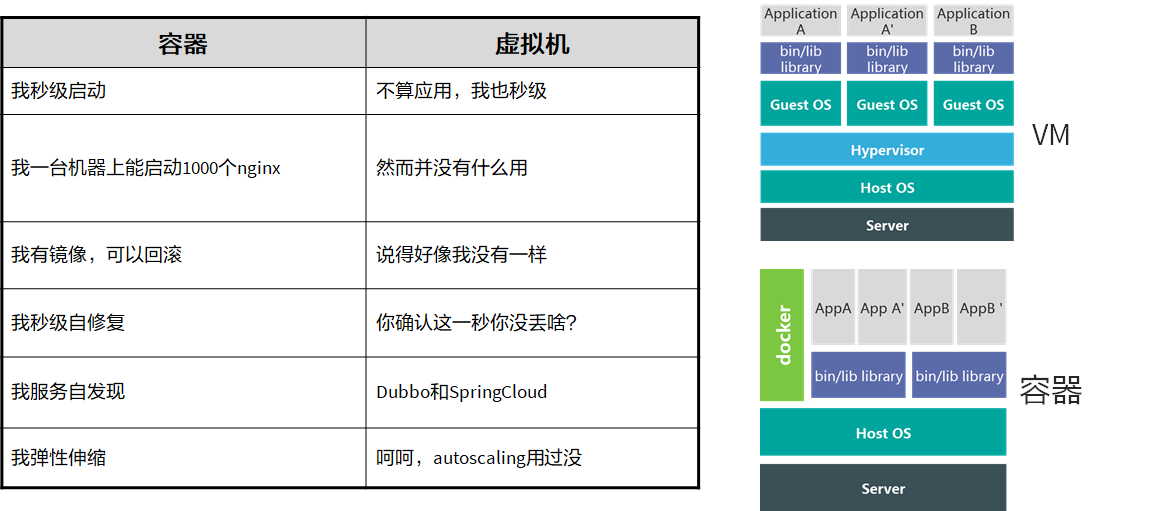 容器 虚拟机
我秒级启动 不算应用，我也秒级
我一台机器上能启动1000个nginx 然而并没有什么用
我有镜像，可以回滚 说得好像我没有一样
我秒级自修复 你确认这一秒你没丢啥？
我服务自发现 Dubbo和SpringCloud
我弹性伸缩 呵呵，autoscaling用过没
Application Application Application
A A' B
bin/lib bin/lib bin/lib
library library library
Guest OS Guest OS Guest OS
Hypervisor
Host OS
Server
VM
docker
AppA App A' AppB AppB '
bin/lib library bin/lib library
Host OS
Server
容器